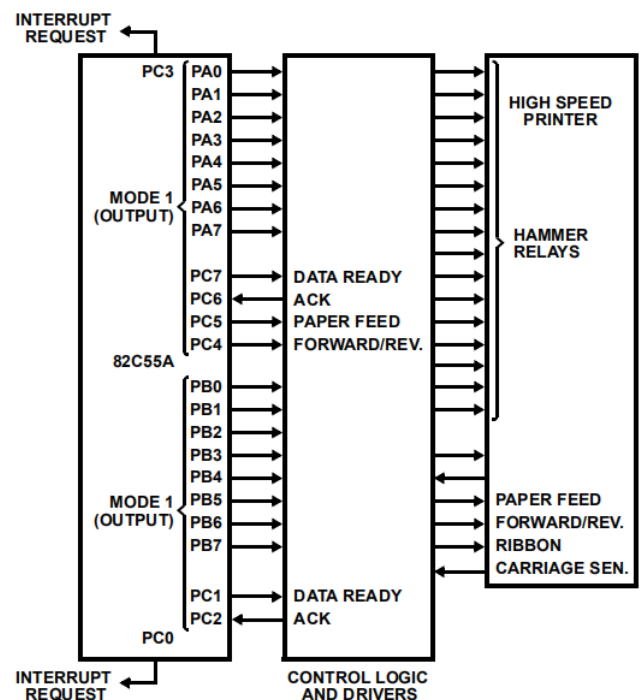 INTERRUPT
REQUEST
PC3
PA0
PA1
PA2
PA3
PA4
PA5
PA6
PA7
MODE 1
(OUTPUT)
PC7
PC6
PC5
PC4
82C55A
PB0
PB1
PB2
PB3
PB4
PB5
PB6
PB7
MODE 1
(OUTPUT)
PC1
PC2
PC0
INTERRUPT
REQUEST
DATA READY
ACK
PAPER FEED
FORWARD/REV.
DATA READY
ACK
CONTROL LOGIC
AND DRIVERS
HIGH SPEED
PRINTER
HAMMER
RELAYS
PAPER FEED
FORWARD/REV.
RIBBON
CARRIAGE SEN.